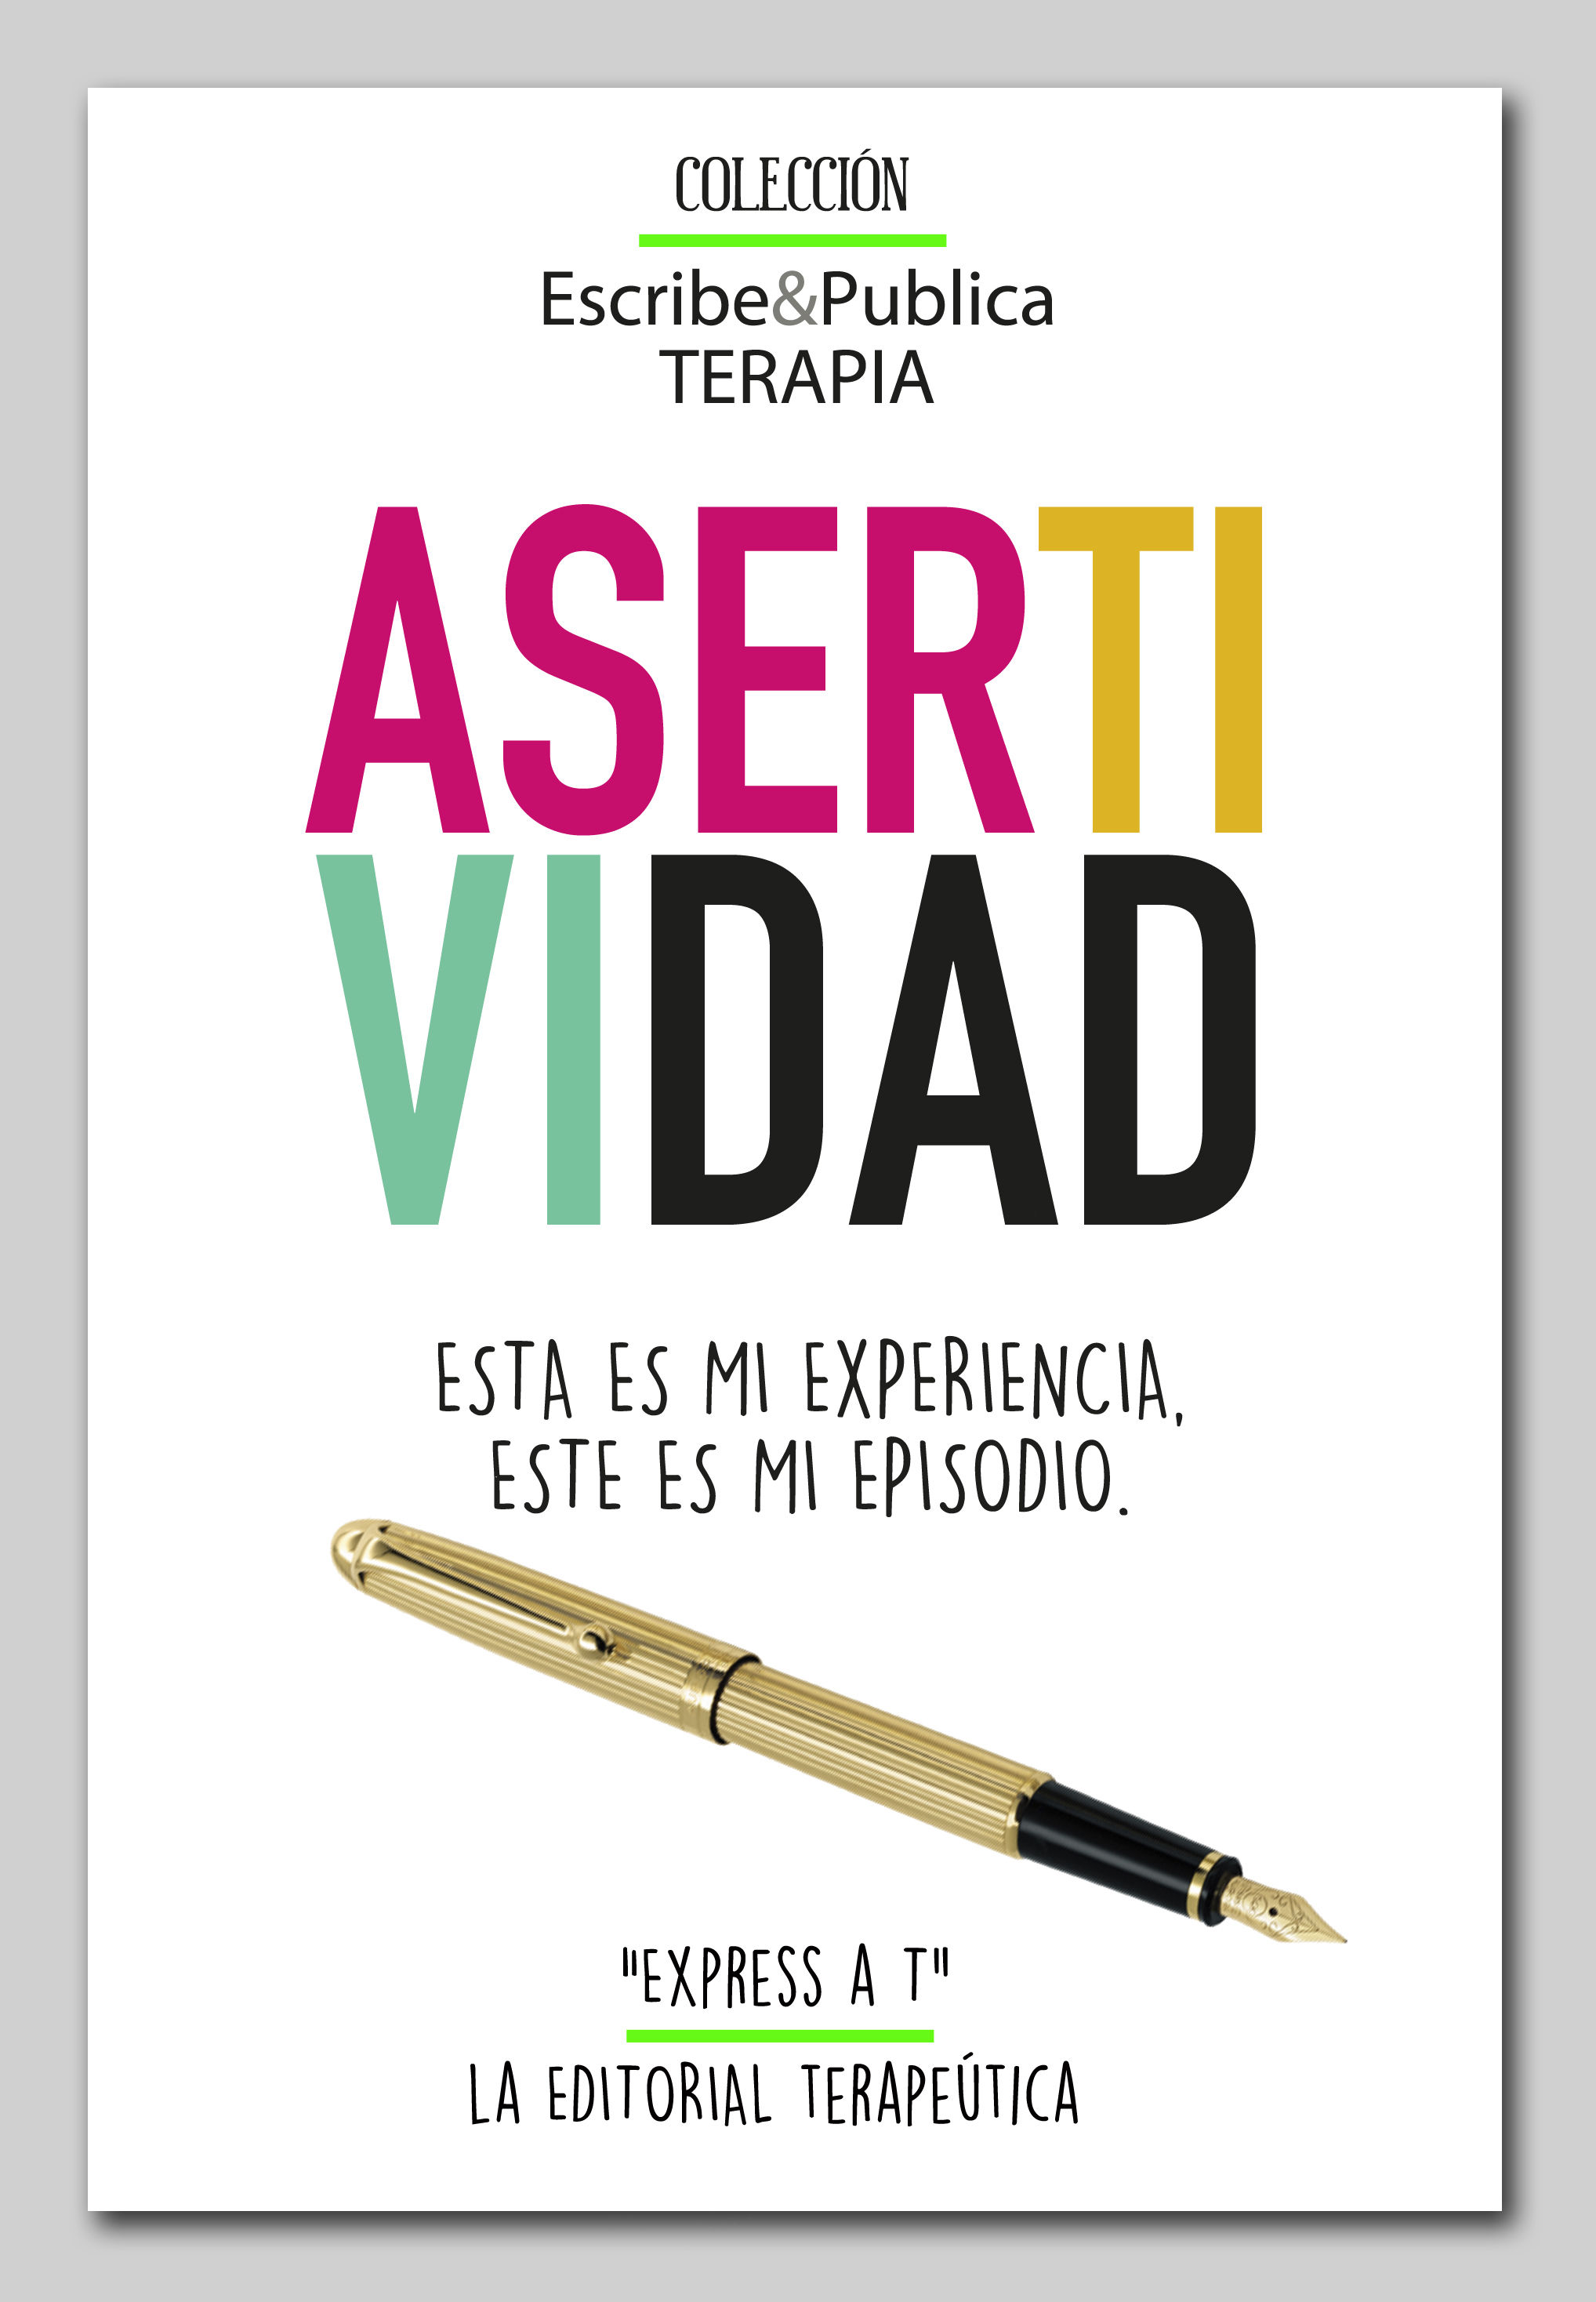 COLECCIÓN
Escribe&Publica
TERAPIA
ASERTI
VIDAD
ESTA ES MI EXPERIENCIA,
ESTE ES MI EPISODIO.
"EXPRESS A T"
LA EDITORIAL TERAPEÚTICA